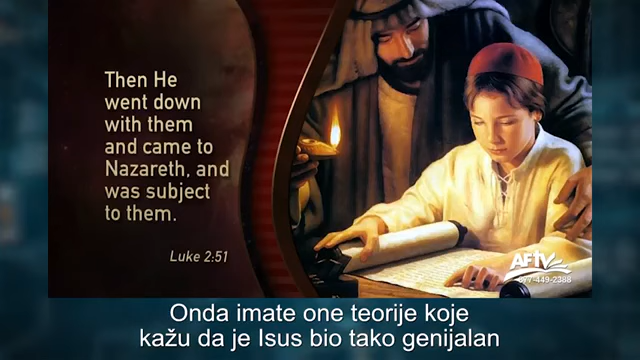 Then He
went down
with them
and came to
Nazareth, and
was subject
to them.
Luke 2:51
AFtv
877-449-2388
Onda imate one teorije koje
kažu da je Isus bio tako genijalan